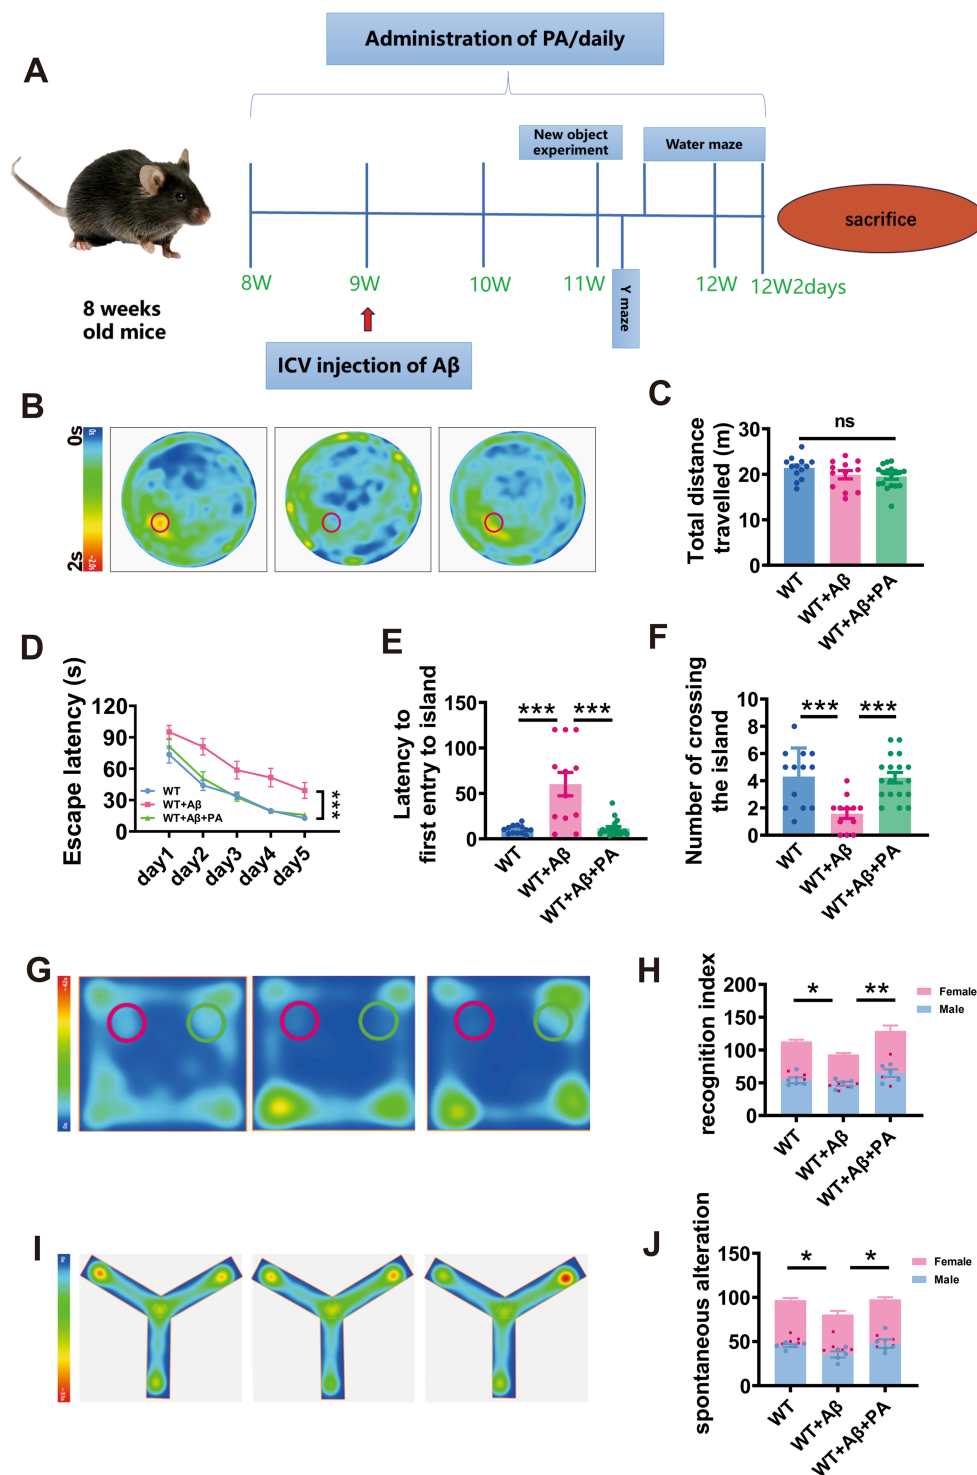 Administration of PA/daily
A
New object
experiment
Water maze
sacrifice
8W
9W
10W
11W
Y maze
12W
12W2days
8 weeks
old mice
ICV injection of Aβ
B
0s
2s
0s
~2.0s
C
Total distance
travelled (m)
ns
30
20
10
0
WT
WT+Aβ
WT+Aβ+PA
D
Escape latency (s)
120
90
60
30
0
WT
WT+Aβ
WT+Aβ+PA
***
day1
day2
day3
day4
day5
E
Latency to
first entry to island
150
100
50
0
*** ***
WT
WT+Aβ
WT+Aβ+PA
F
Number of crossing
the island
10
8
6
4
2
0
*** ***
WT
WT+Aβ
WT+Aβ+PA
G
0s
H
recognition index
200
150
100
50
0
* **
Female
Male
WT
WT+Aβ
WT+Aβ+PA
I
J
spontaneous alteration
150
100
50
0
* *
Female
Male
WT
WT+Aβ
WT+Aβ+PA